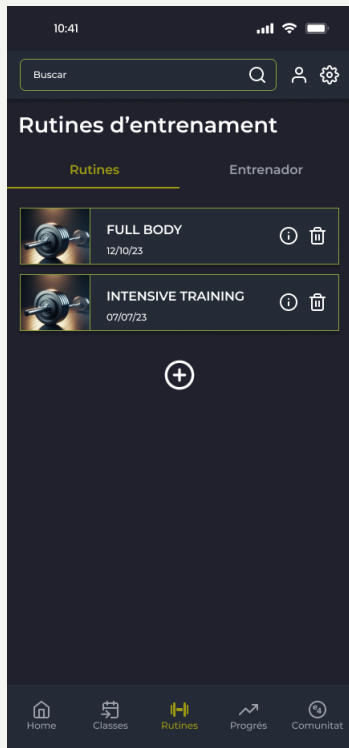 10:41
Buscar
Rutines d’entrenament
Rutines
Entrenador
FULL BODY
12/10/23
INTENSIVE TRAINING
07/07/23
Home
Classes
Rutines
Progrés
Comunitat